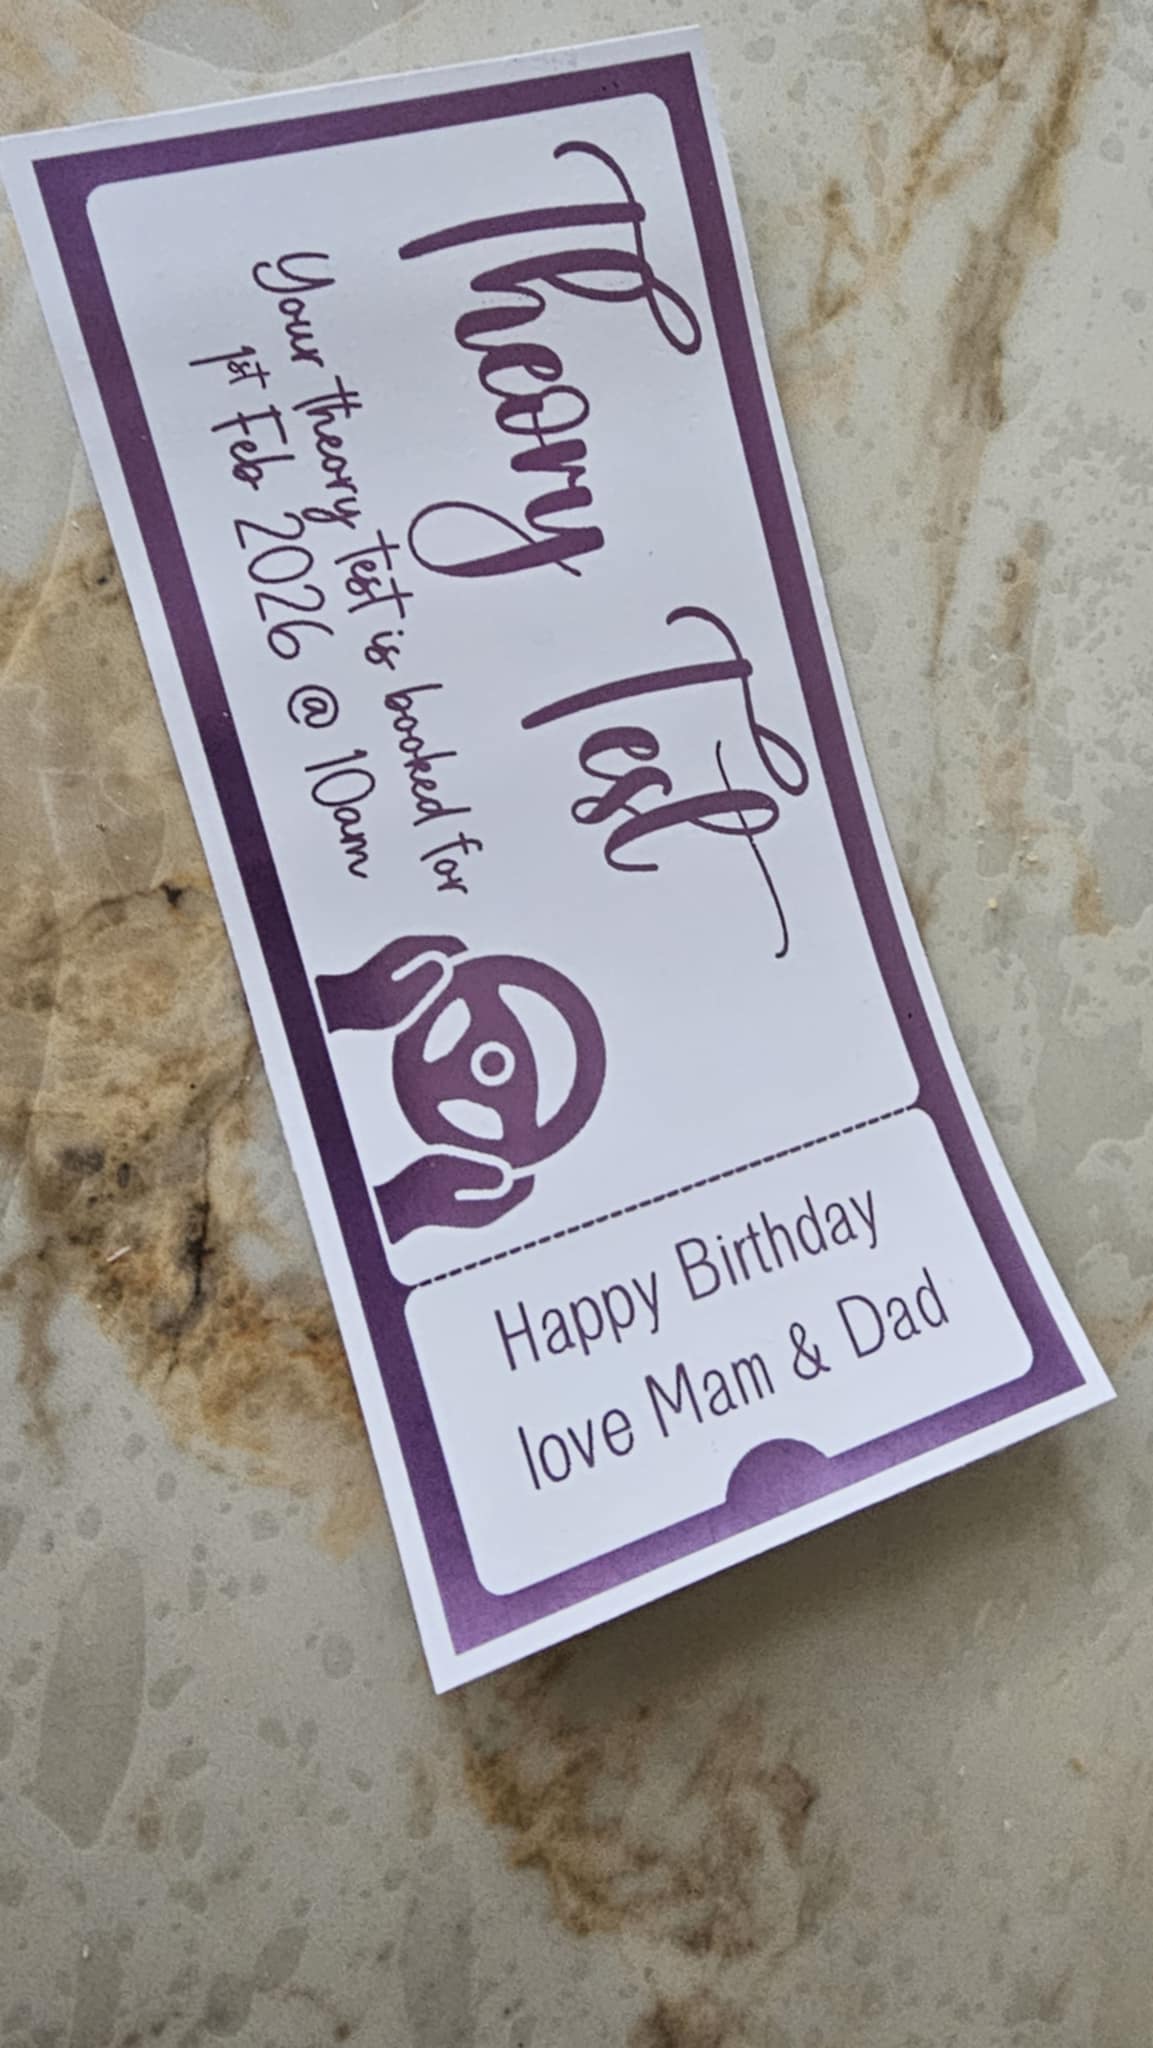 Theory Test
Your theory test is booked for
1st Feb 2026 @ 10am
Happy Birthday
love Mam & Dad